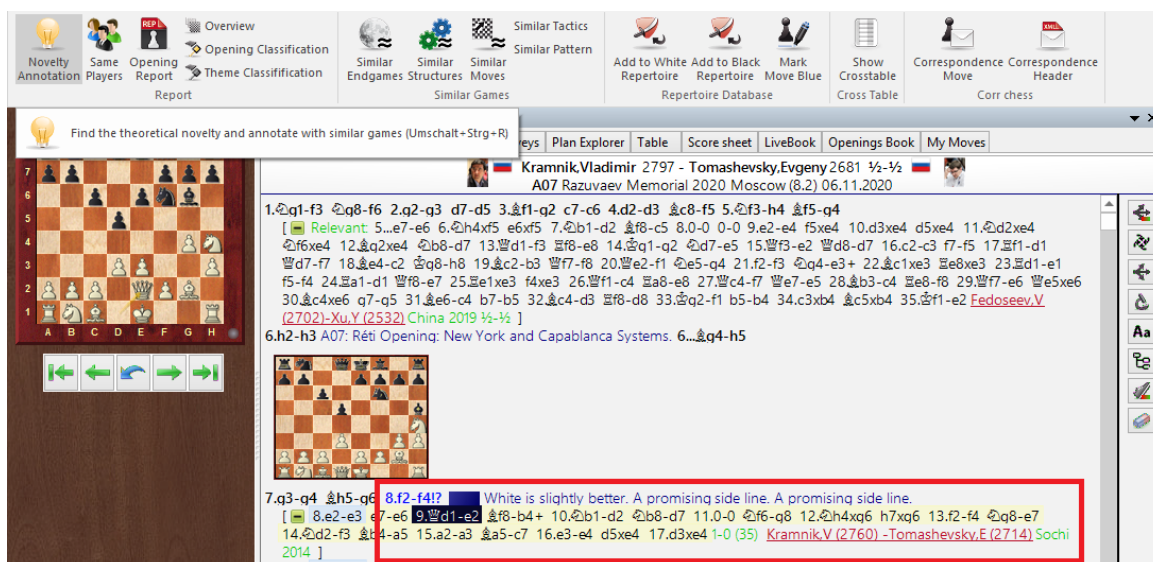 REP
Overview
Similar Tactics
XML
Opening Classification
Similar Pattern
Theme Classifification
Novelty Annotation
Same Players
Opening Report
Similar Endgames
Similar Structures
Similar Moves
Add to White Repertoire
Add to Black Repertoire
Mark Move Blue
Show Crosstable
Correspondence Move
Correspondence Header
Report
Similar Games
Repertoire Database
Cross Table
Corr chess
Find the theoretical novelty and annotate with similar games (Umschalt+Strg+R)
veys Plan Explorer Table Score sheet LiveBook Openings Book My Moves
Kramnik,Vladimir 2797 - Tomashevsky,Evgeny 2681 ½-½
A07 Razuvaev Memorial 2020 Moscow (8.2) 06.11.2020
7
6
5
4
3
2
1
A B C D E F G H
1.♘g1-f3 ♘g8-f6 2.g2-g3 d7-d5 3.♗f1-g2 c7-c6 4.d2-d3 ♗c8-f5 5.♘f3-h4 ♗f5-g4
[ Relevant: 5...e7-e6 6.♘h4xf5 e6xf5 7.♘b1-d2 ♗f8-c5 8.0-0 0-0 9.e2-e4 f5xe4 10.d3xe4 d5xe4 11.♘d2xe4
♘f6xe4 12.♗g2xe4 ♘b8-d7 13.♕d1-f3 ♖f8-e8 14.♔g1-g2 ♘d7-e5 15.♕f3-e2 ♕d8-d7 16.c2-c3 f7-f5 17.♖f1-d1
♕d7-f7 18.♗e4-c2 ♔g8-h8 19.♗c2-b3 ♕f7-f8 20.♕e2-f1 ♘e5-g4 21.f2-f3 ♘g4-e3+ 22.♗c1xe3 ♖e8xe3 23.♖d1-e1
f5-f4 24.♖a1-d1 ♕f8-e7 25.♖e1xe3 f4xe3 26.♕f1-c4 ♖a8-e8 27.♕c4-f7 ♕e7-e5 28.♗b3-c4 ♖e8-f8 29.♕f7-e6 ♕e5xe6
30.♗c4xe6 g7-g5 31.♗e6-c4 b7-b5 32.♗c4-d3 ♖f8-d8 33.♔g2-f1 b5-b4 34.c3xb4 ♗c5xb4 35.♔f1-e2 Fedoseev,V
(2702)-Xu,Y (2532) China 2019 ½-½ ]
6.h2-h3 A07: Réti Opening: New York and Capablanca Systems. 6...♗g4-h5
Aa
7.g3-g4 ♗h5-g6 8.f2-f4!? White is slightly better. A promising side line. A promising side line.
[ 8.e2-e3 e7-e6 9.♕d1-e2 ♗f8-b4+ 10.♘b1-d2 ♘b8-d7 11.0-0 ♘f6-g8 12.♘h4xg6 h7xg6 13.f2-f4 ♘g8-e7
14.♘d2-f3 ♗b4-a5 15.a2-a3 ♗a5-c7 16.e3-e4 d5xe4 17.d3xe4 1-0 (35) Kramnik,V (2760) -Tomashevsky,E (2714) Sochi
2014 ]